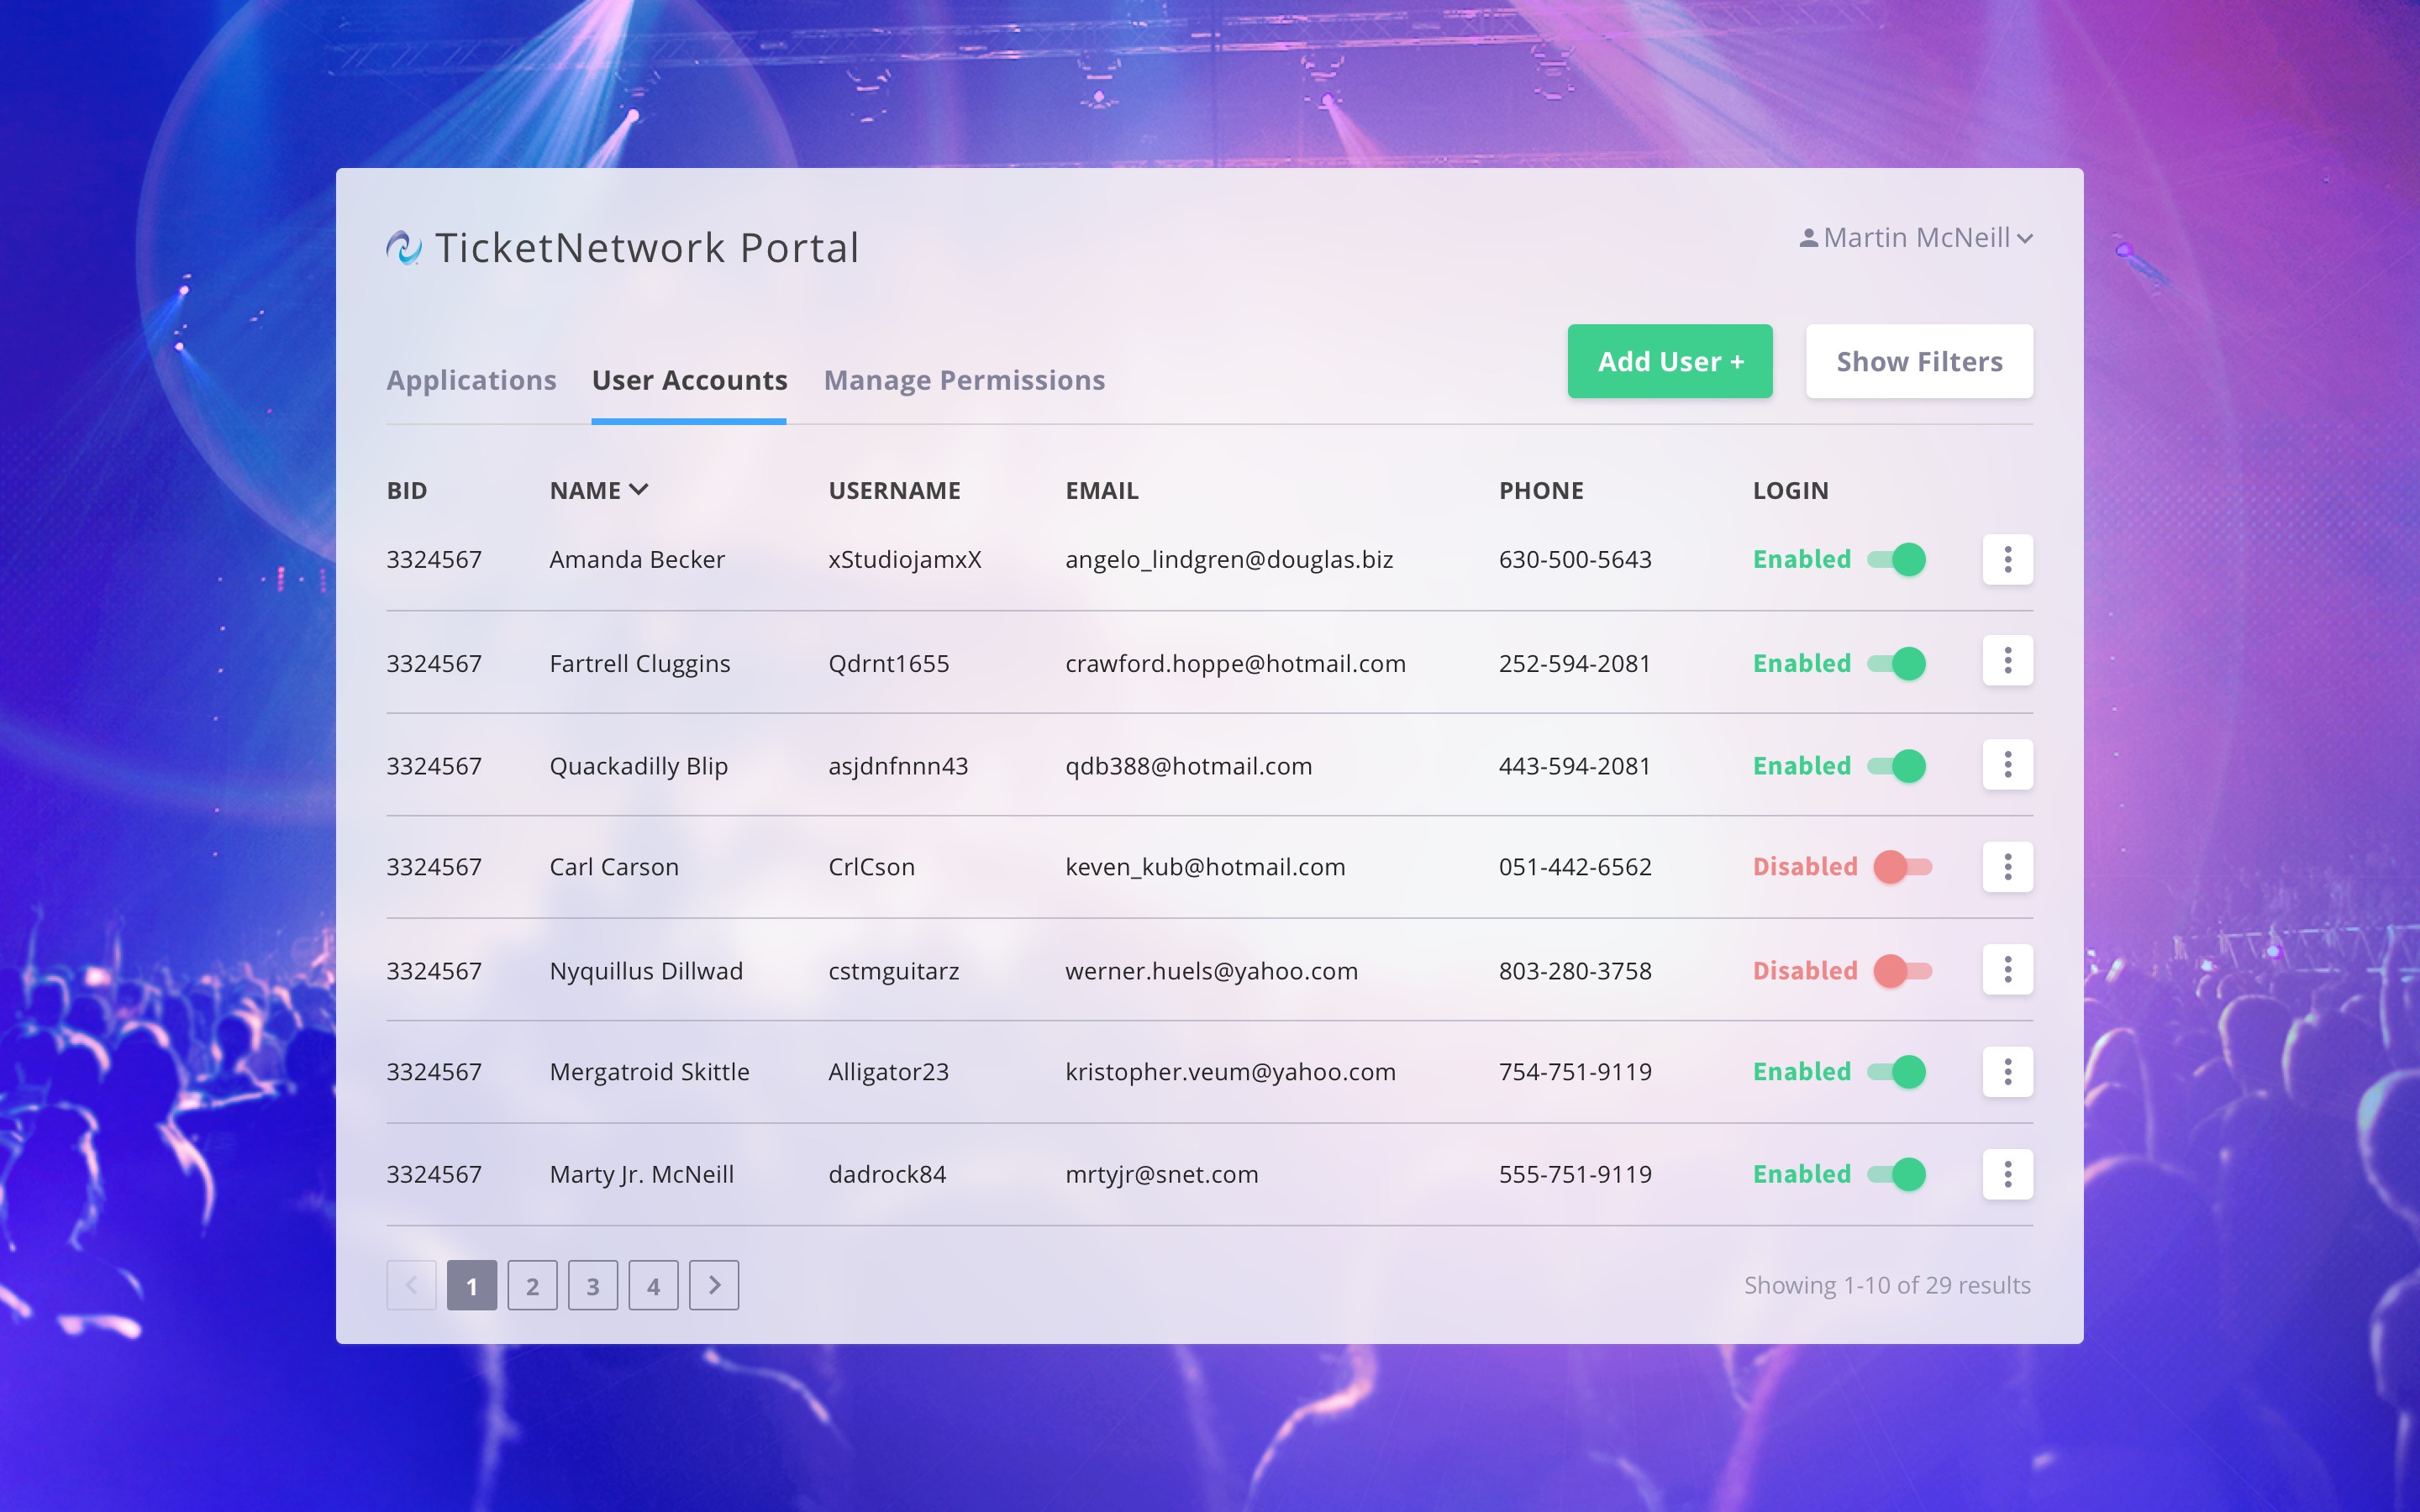 TicketNetwork Portal
Martin McNeill
Applications User Accounts Manage Permissions
Add User + Show Filters
BID NAME USERNAME EMAIL PHONE LOGIN
3324567 Amanda Becker xStudiojamxX angelo_lindgren@douglas.biz 630-500-5643 Enabled
3324567 Fartrell Cluggins Qdrnt1655 crawford.hoppe@hotmail.com 252-594-2081 Enabled
3324567 Quackadilly Blip asjdnfnnn43 qdb388@hotmail.com 443-594-2081 Enabled
3324567 Carl Carson CrlCson keven_kub@hotmail.com 051-442-6562 Disabled
3324567 Nyquillus Dillwad cstmguitarz werner.huels@yahoo.com 803-280-3758 Disabled
3324567 Mergatroid Skittle Alligator23 kristopher.veum@yahoo.com 754-751-9119 Enabled
3324567 Marty Jr. McNeill dadrock84 mrtyjr@snet.com 555-751-9119 Enabled
1 2 3 4
Showing 1-10 of 29 results